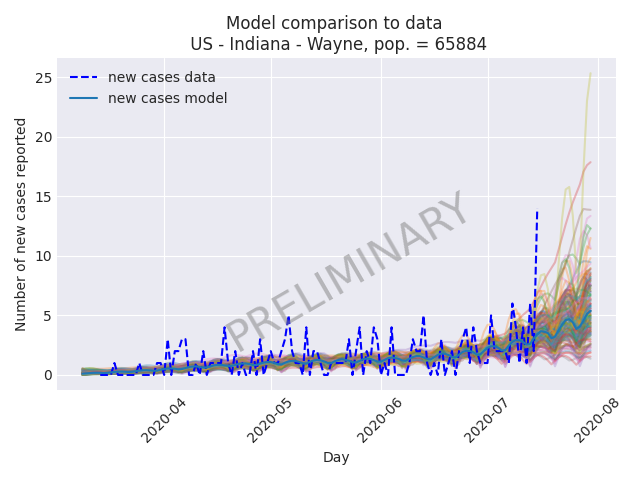 Model comparison to data
US - Indiana - Wayne, pop. = 65884
new cases data
new cases model
25
20
15
10
5
0
Number of new cases reported
PRELIMINARY
2020-04
2020-05
2020-06
2020-07
2020-08
Day